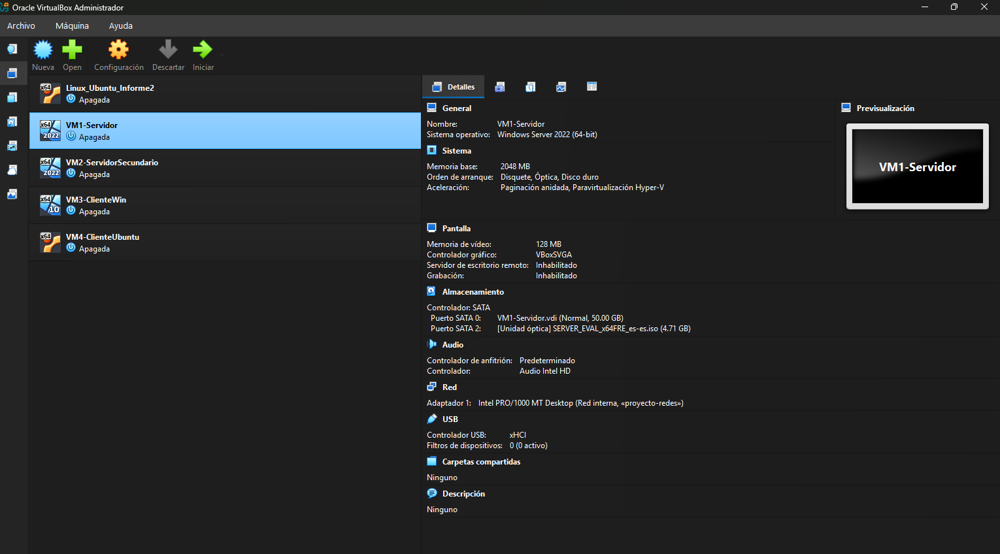 Oracle VirtualBox Administrador
Archivo Máquina Ayuda
Nueva Open Configuración Descartar Iniciar
x64 Linux_Ubuntu_Informe2
Apagada
x64 2022 VM1-Servidor
Apagada
x64 2022 VM2-ServidorSecundario
Apagada
x64 10 VM3-ClienteWin
Apagada
x64 VM4-ClienteUbuntu
Apagada
Detalles
General
Nombre: VM1-Servidor
Sistema operativo: Windows Server 2022 (64-bit)
Sistema
Memoria base: 2048 MB
Orden de arranque: Disquete, Óptica, Disco duro
Aceleración: Paginación anidada, Paravirtualización Hyper-V
Previsualización
VM1-Servidor
Pantalla
Memoria de vídeo: 128 MB
Controlador gráfico: VBoxSVGA
Servidor de escritorio remoto: Inhabilitado
Grabación: Inhabilitado
Almacenamiento
Controlador: SATA
Puerto SATA 0: VM1-Servidor.vdi (Normal, 50.00 GB)
Puerto SATA 2: [Unidad óptica] SERVER_EVAL_x64FRE_es-es.iso (4.71 GB)
Audio
Controlador de anfitrión: Predeterminado
Controlador: Audio Intel HD
Red
Adaptador 1: Intel PRO/1000 MT Desktop (Red interna, «proyecto-redes»)
USB
Controlador USB: xHCI
Filtros de dispositivos: 0 (0 activo)
Carpetas compartidas
Ninguno
Descripción
Ninguno